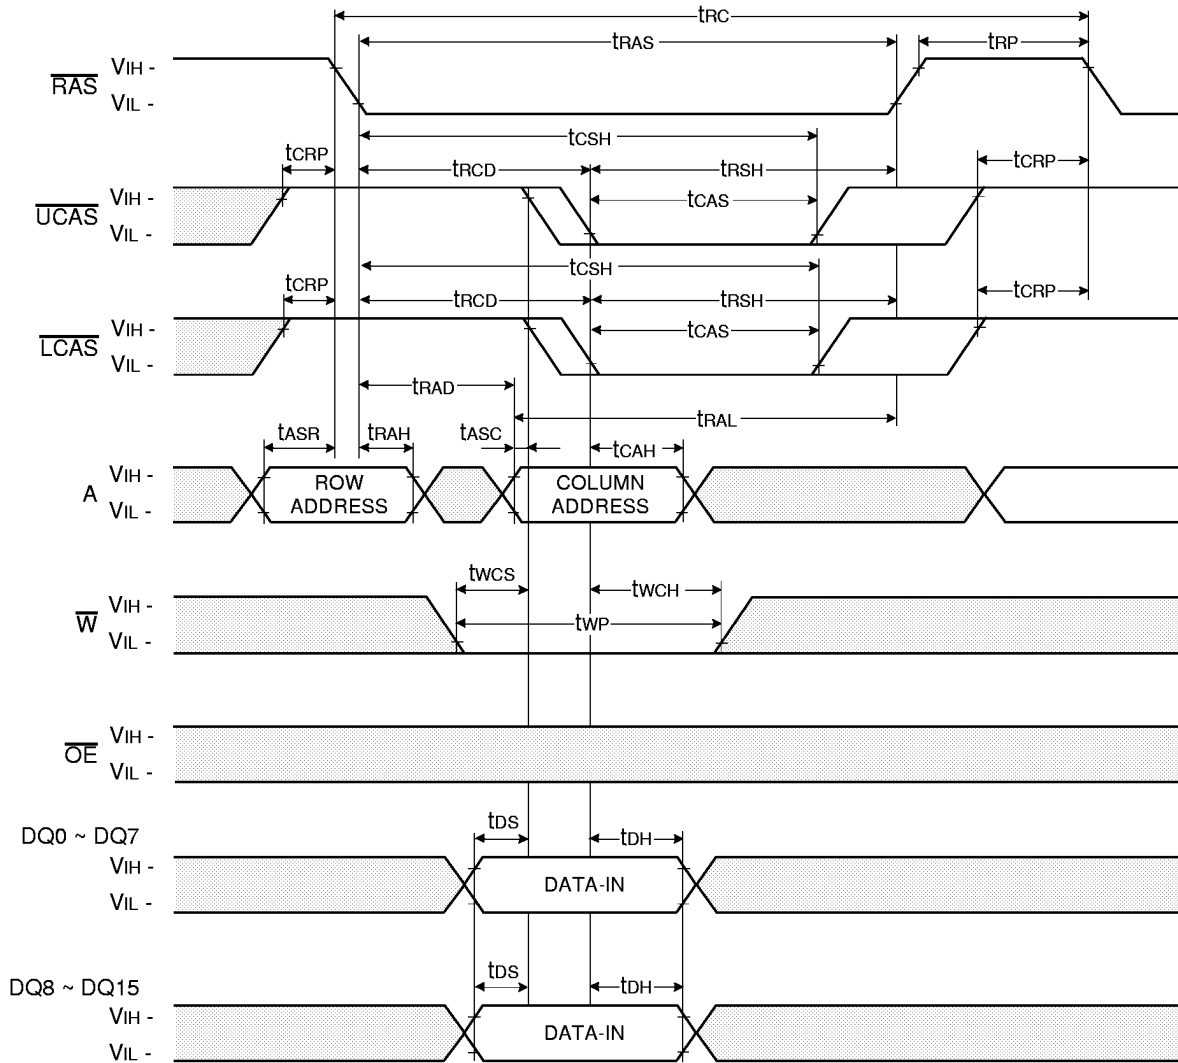 tRC
tRAS
tRP
RAS
VIH -
VIL -
tCSH
tCRP
tRCD
tRSH
tCRP
UCAS
VIH -
VIL -
tCAS
tCSH
tCRP
tRCD
tRSH
tCRP
LCAS
VIH -
VIL -
tCAS
tRAD
tRAL
tASR
tRAH
tASC
tCAH
A
VIH -
VIL -
ROW
ADDRESS
COLUMN
ADDRESS
tWCS
tWCH
W
VIH -
VIL -
tWP
OE
VIH -
VIL -
DQ0 ~ DQ7
tDS
tDH
VIH -
VIL -
DATA-IN
DQ8 ~ DQ15
tDS
tDH
VIH -
VIL -
DATA-IN